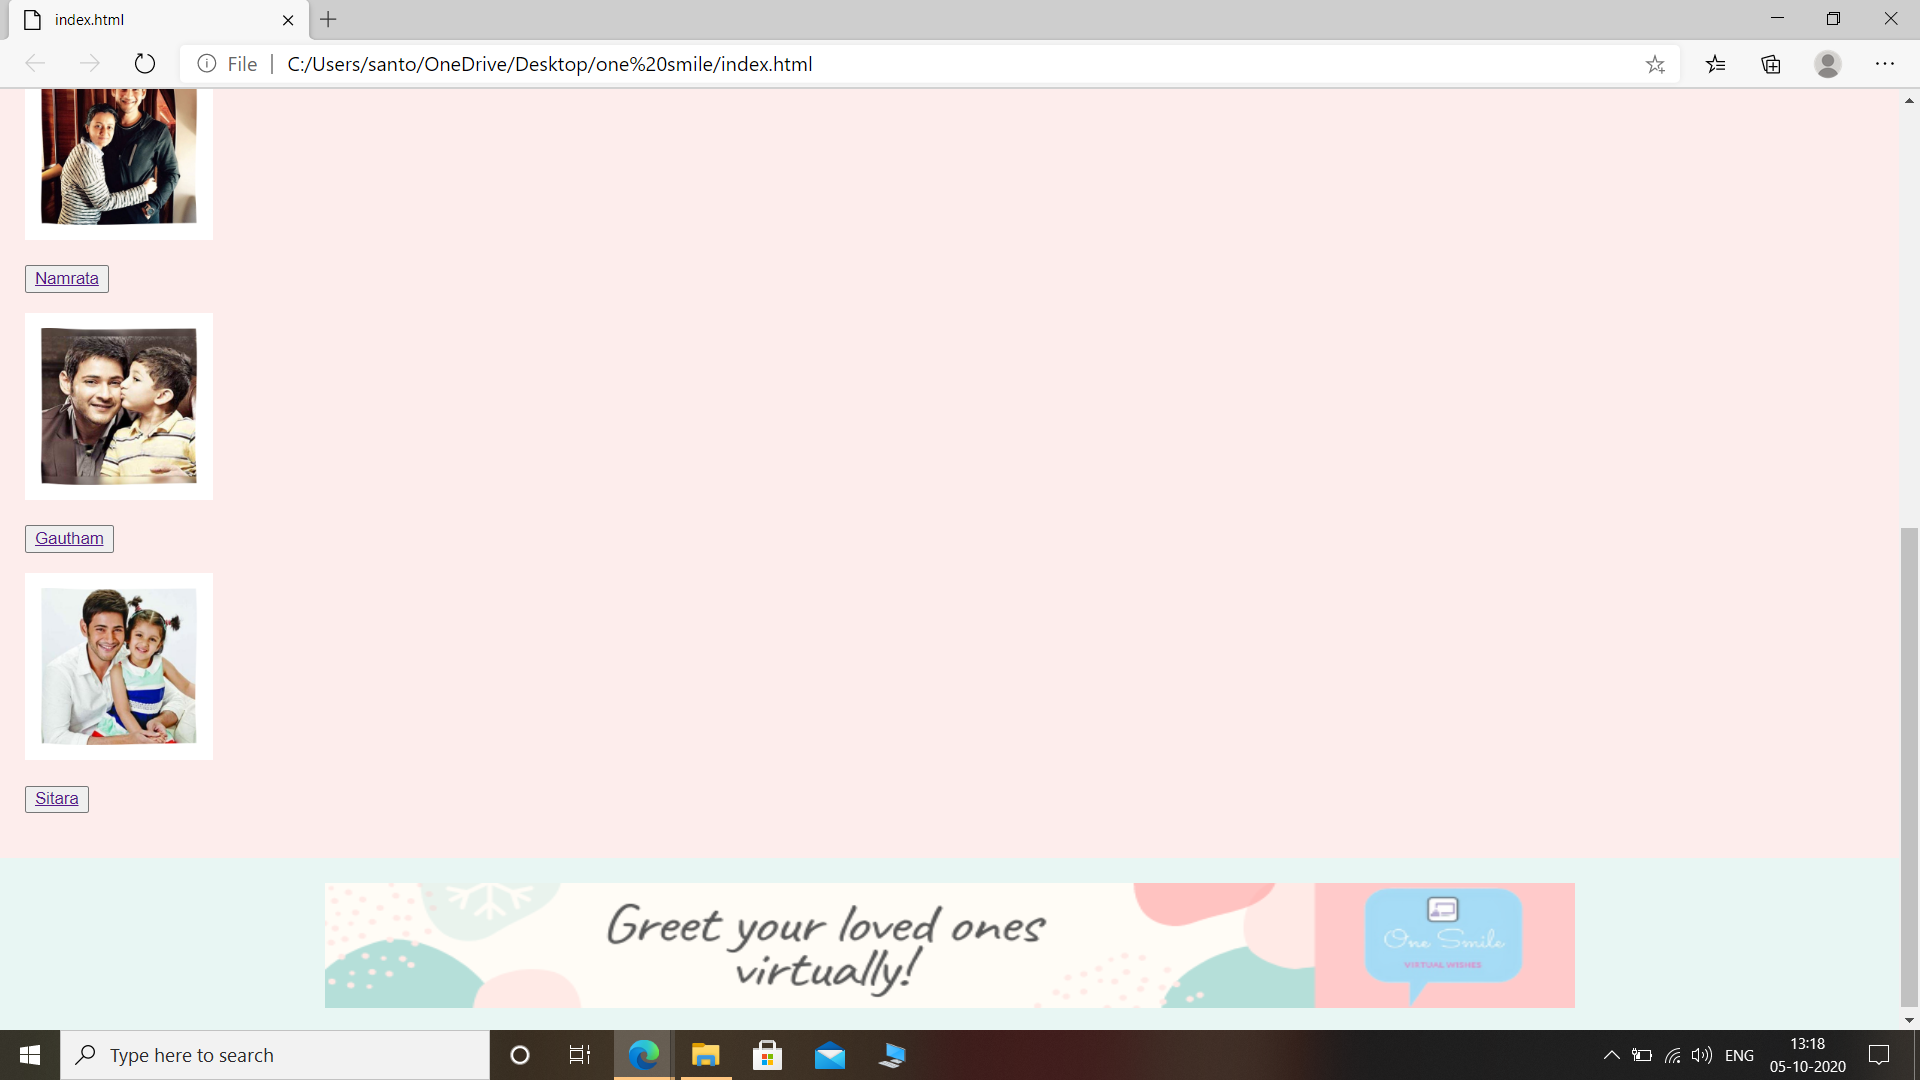 index.html
File
C:/Users/santo/OneDrive/Desktop/one%20smile/index.html
Namrata
Gautham
Sitara
Greet your loved ones
virtually!
One Smile
VIRTUAL WISHES
Type here to search
ENG
13:18
05-10-2020